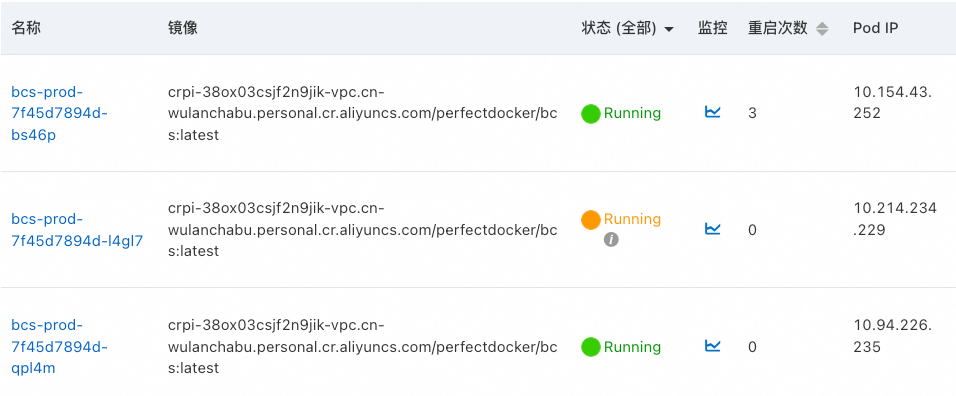 名称 镜像 状态 (全部) 监控 重启次数 Pod IP
bcs-prod-
7f45d7894d-
bs46p
crpi-38ox03csjf2n9jik-vpc.cn-
wulanchabu.personal.cr.aliyuncs.com/perfectdocker/bc
s:latest
Running
3
10.154.43.
252
bcs-prod-
7f45d7894d-l4gl7
crpi-38ox03csjf2n9jik-vpc.cn-
wulanchabu.personal.cr.aliyuncs.com/perfectdocker/bc
s:latest
Running
0
10.214.234
.229
bcs-prod-
7f45d7894d-
qpl4m
crpi-38ox03csjf2n9jik-vpc.cn-
wulanchabu.personal.cr.aliyuncs.com/perfectdocker/bc
s:latest
Running
0
10.94.226.
235